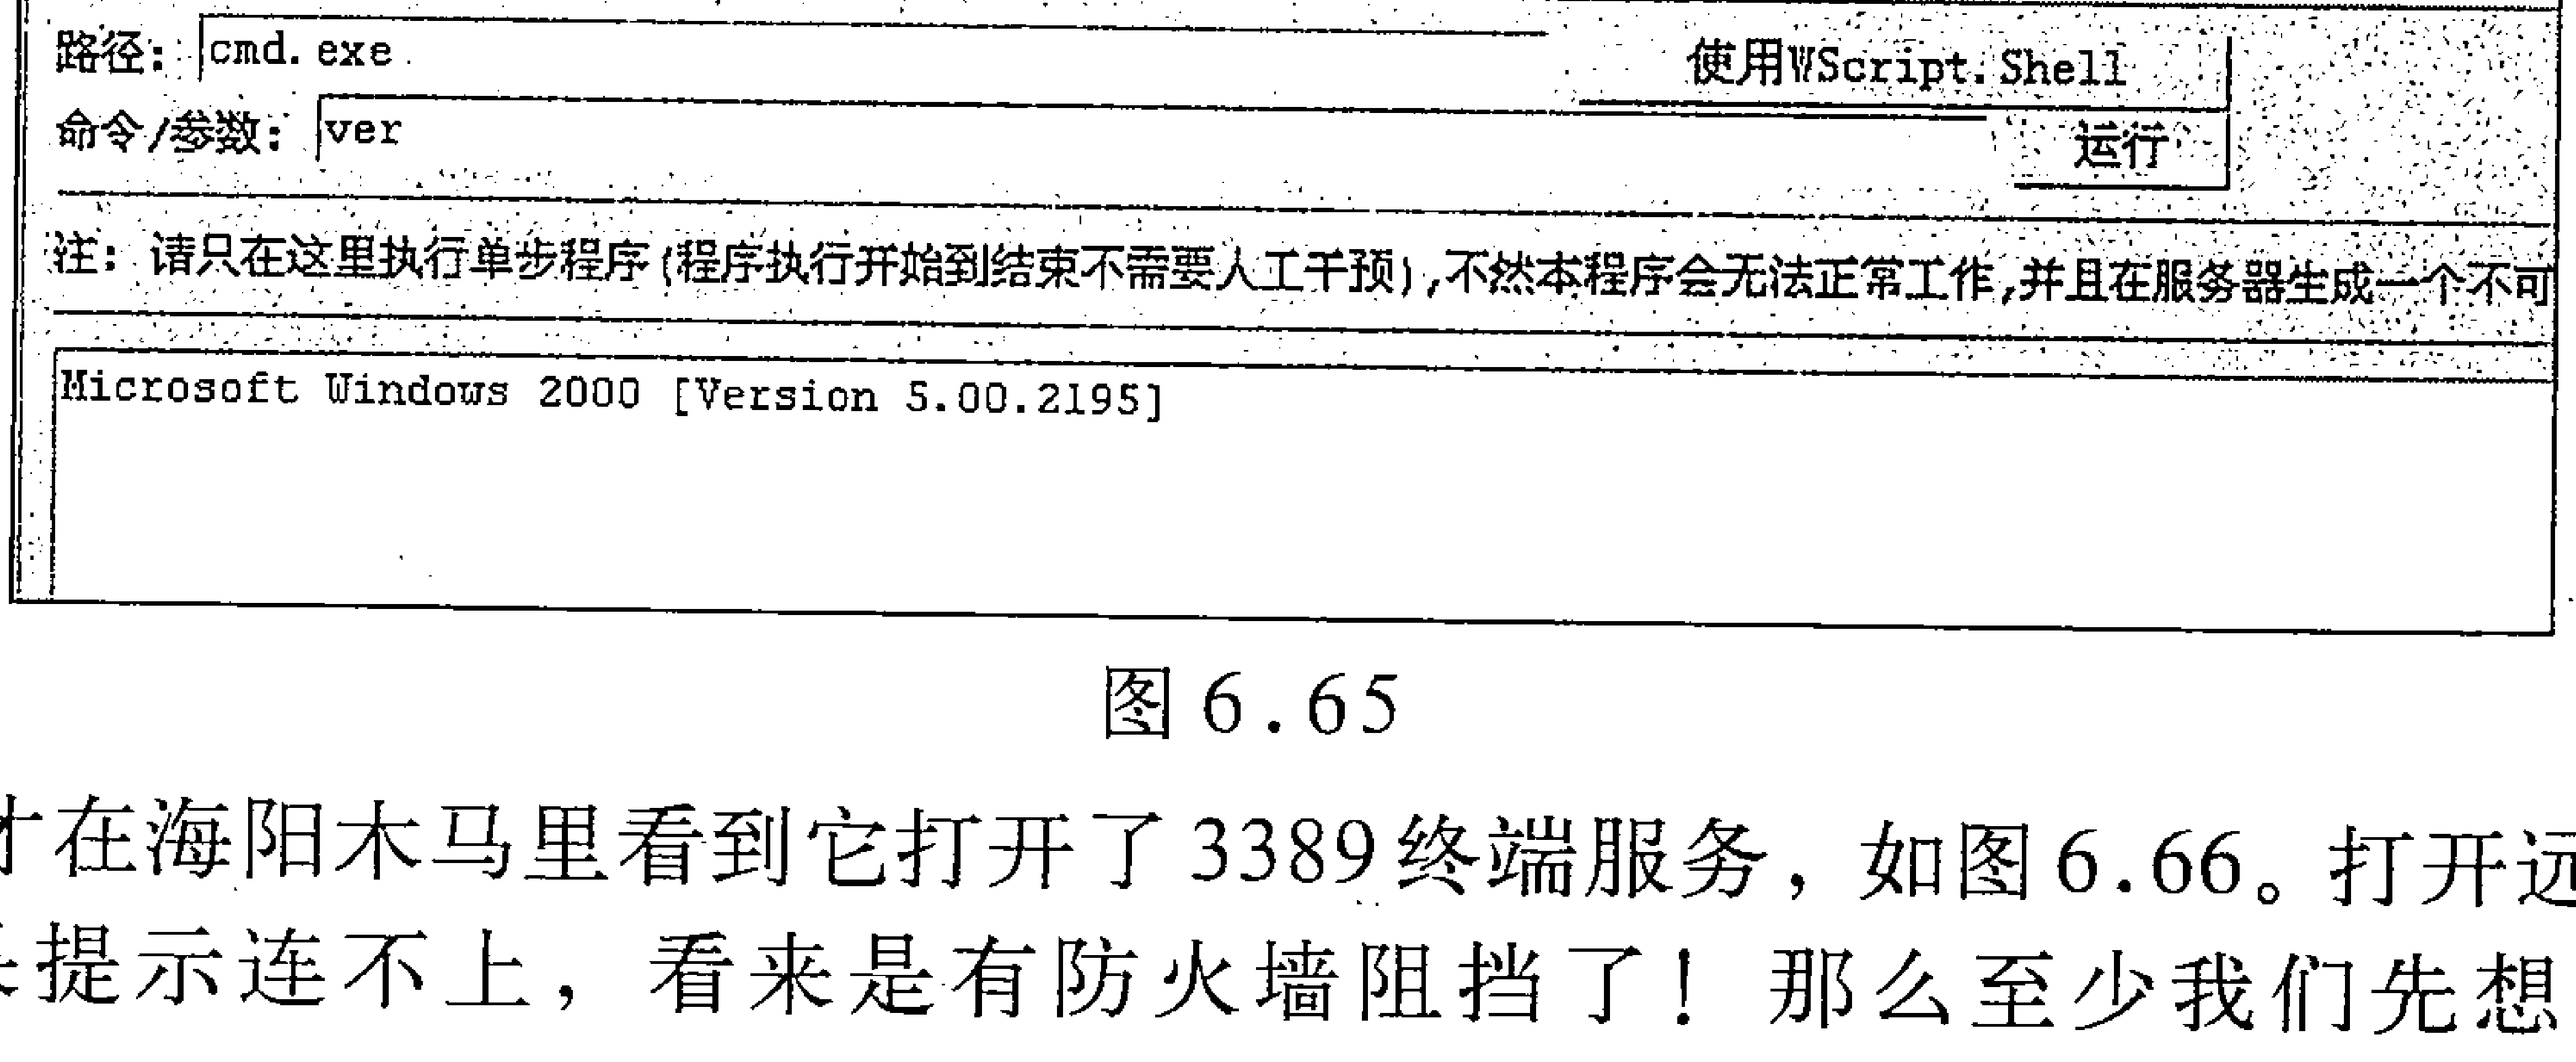 路径: cmd.exe 使用WScript.Shell
命令/参数: ver 运行
注: 请只在这里执行单步程序(程序执行开始到结束不需要人工干预),不然本程序会无法正常工作,并且在服务器生成一个不可
Microsoft Windows 2000 [Version 5.00.2195]
图 6.65
才在海阳木马里看到它打开了3389终端服务，如图6.66。打开远
提示连不上，看来是有防火墙阻挡了！那么至少我们先想